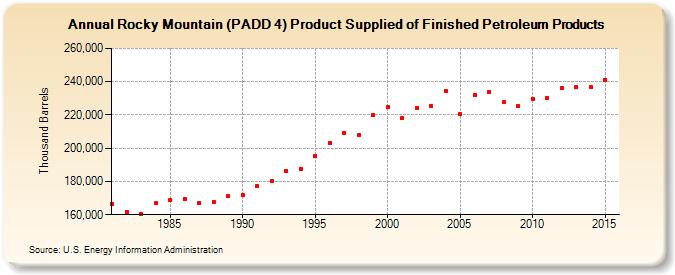 Annual Rocky Mountain (PADD 4) Product Supplied of Finished Petroleum Products
Thousand Barrels
260,000
240,000
220,000
200,000
180,000
160,000
1985 1990 1995 2000 2005 2010 2015
Source: U.S. Energy Information Administration